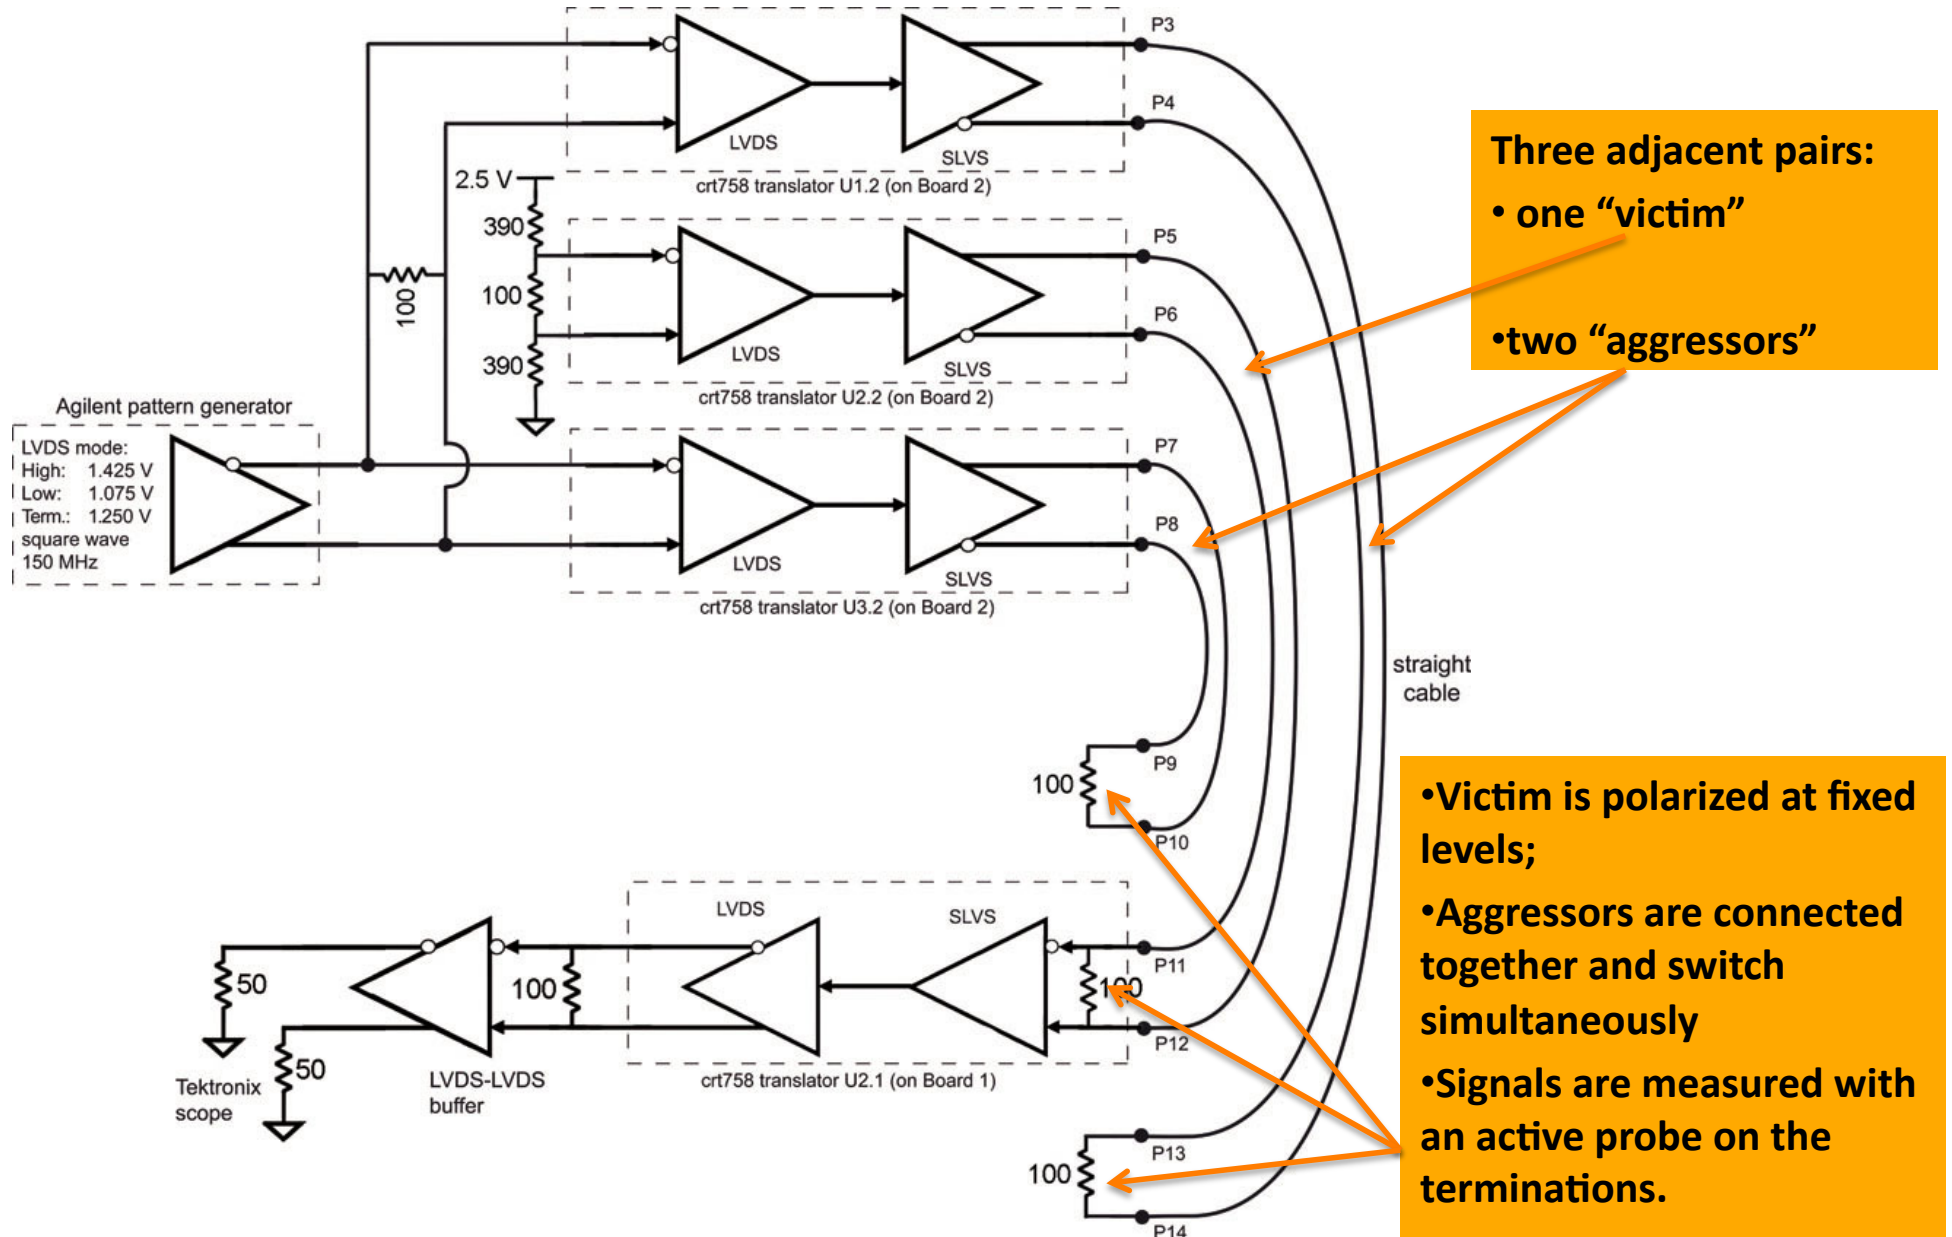 P3
P4
LVDS
SLVS
crt758 translator U1.2 (on Board 2)
2.5 V
390
100
390
100
P5
P6
LVDS
SLVS
crt758 translator U2.2 (on Board 2)
Agilent pattern generator
LVDS mode:
High: 1.425 V
Low: 1.075 V
Term.: 1.250 V
square wave
150 MHz
P7
P8
LVDS
SLVS
crt758 translator U3.2 (on Board 2)
Three adjacent pairs:
• one “victim”
•two “aggressors”
straight
cable
100
P9
P10
LVDS
SLVS
P11
100
P12
100
50
50
Tektronix
scope
LVDS-LVDS
buffer
crt758 translator U2.1 (on Board 1)
P13
100
P14
•Victim is polarized at fixed
levels;
•Aggressors are connected
together and switch
simultaneously
•Signals are measured with
an active probe on the
terminations.